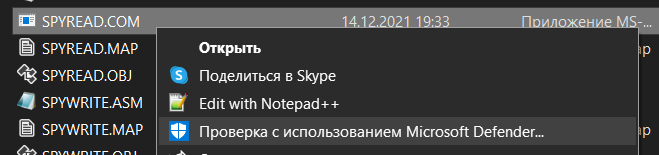 SPYREAD.COM 14.12.2021 19:33 Приложение MS-...
SPYREAD.MAP
Открыть
SPYREAD.OBJ
Поделиться в Skype
SPYWRITE.ASM
Edit with Notepad++
SPYWRITE.MAP
Проверка с использованием Microsoft Defender...